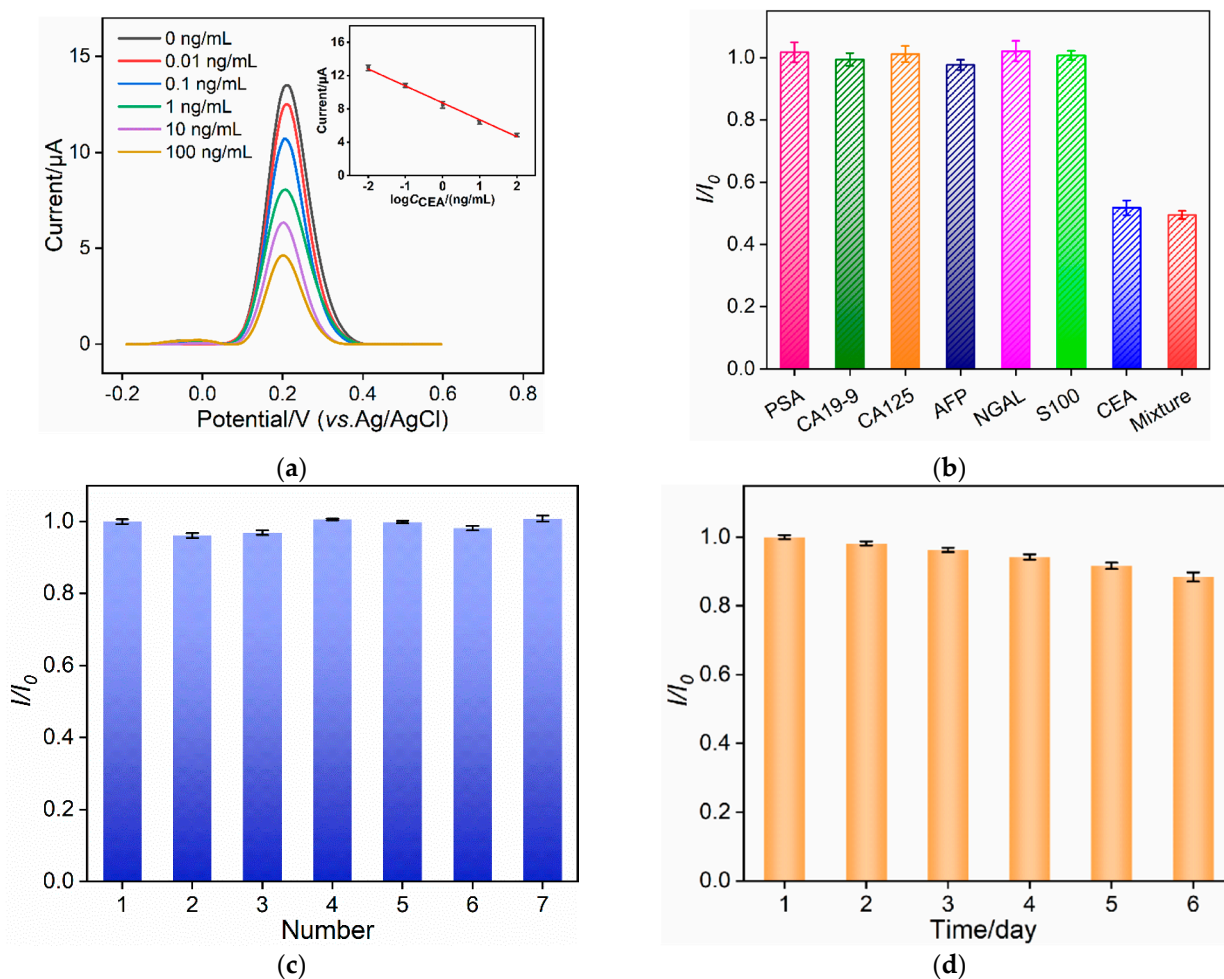 0 ng/mL
0.01 ng/mL
0.1 ng/mL
1 ng/mL
10 ng/mL
100 ng/mL
15
10
5
0
Current/μA
-0.2 0.0 0.2 0.4 0.6 0.8
Potential/V (vs.Ag/AgCl)
16
12
8
4
0
Current/μA
-2 -1 0 1 2
logCCEA/(ng/mL)
(a)
1.0
0.8
0.6
0.4
0.2
0.0
I/I0
PSA CA19-9 CA125 AFP NGAL S100 CEA Mixture
(b)
1.0
0.8
0.6
0.4
0.2
0.0
I/I0
1 2 3 4 5 6 7
Number
(c)
1.0
0.8
0.6
0.4
0.2
0.0
I/I0
1 2 3 4 5 6
Time/day
(d)